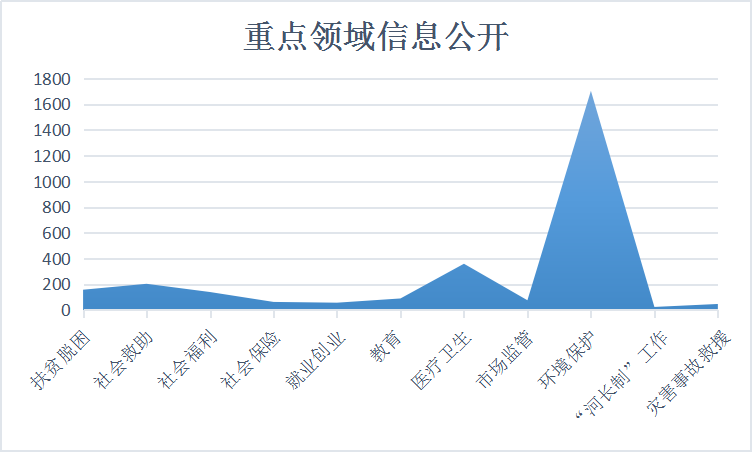 重点领域信息公开
1800
1600
1400
1200
1000
800
600
400
200
0
扶贫脱困
社会救助
社会福利
社会保险
就业创业
教育
医疗卫生
市场监管
环境保护
“河长制”工作
灾害事故救援